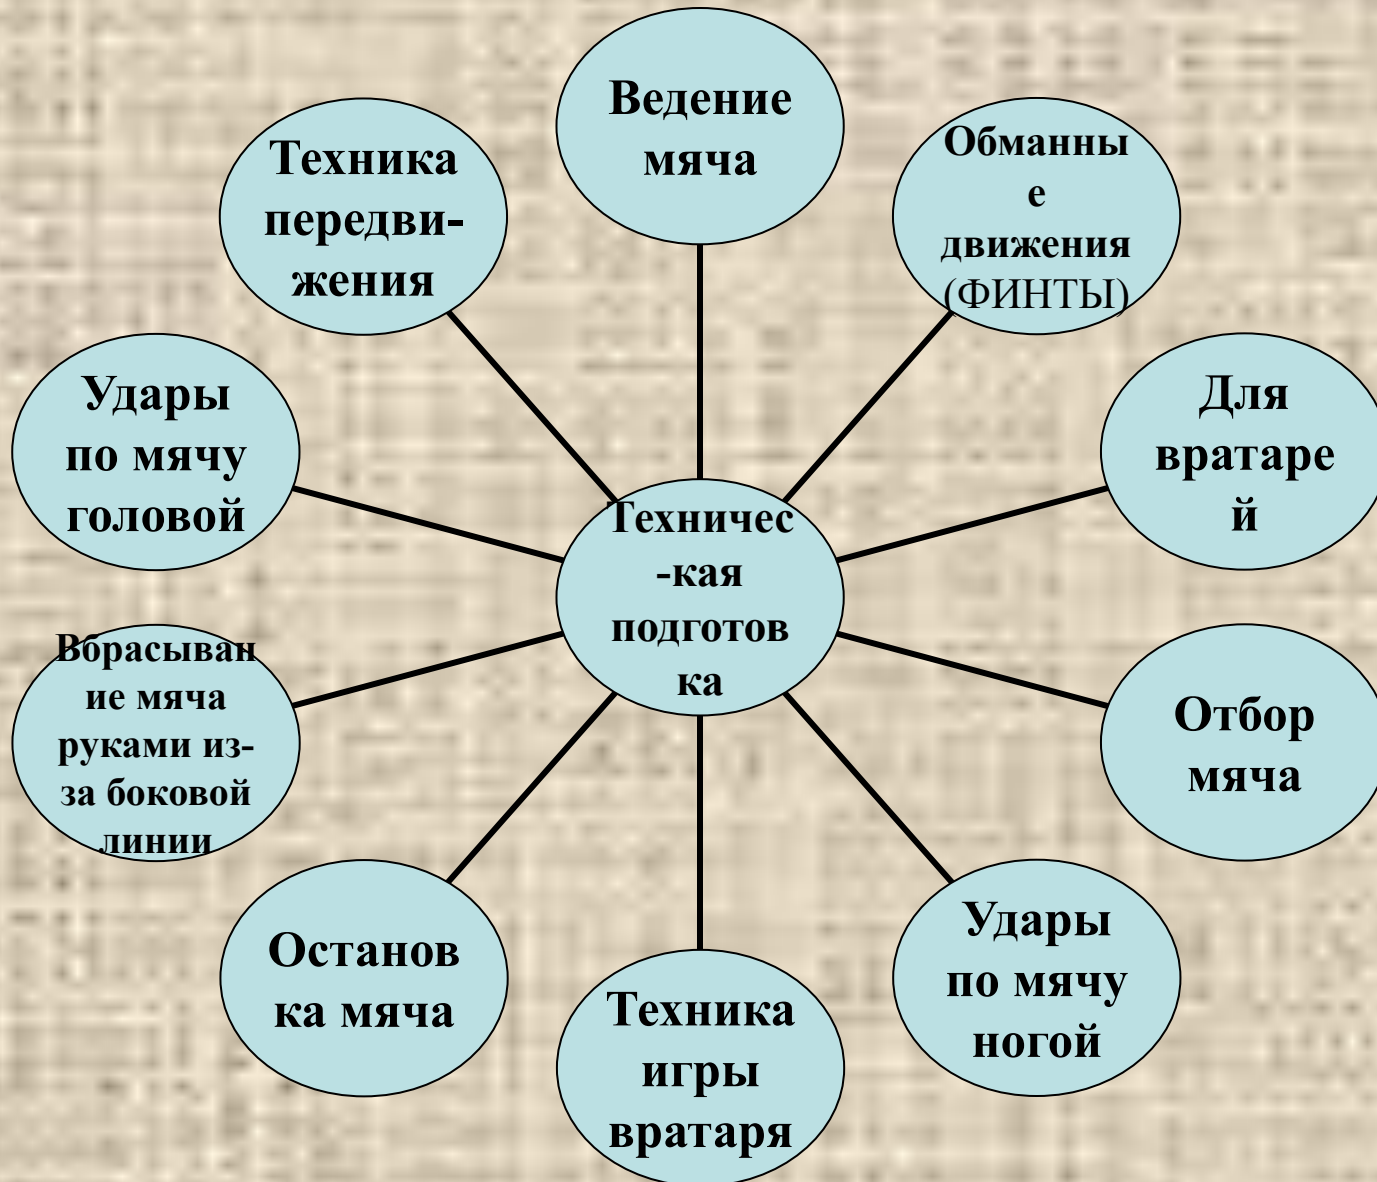 Ведение
мяча
Обманны
е
движения
(ФИНТЫ)
Для
вратаре
й
Отбор
мяча
Удары
по мячу
ногой
Техника
игры
вратаря
Останов
ка мяча
Вбрасыван
ие мяча
руками из-
за боковой
линии
Удары
по мячу
головой
Техника
передви-
жения
Техничес
-кая
подготов
ка